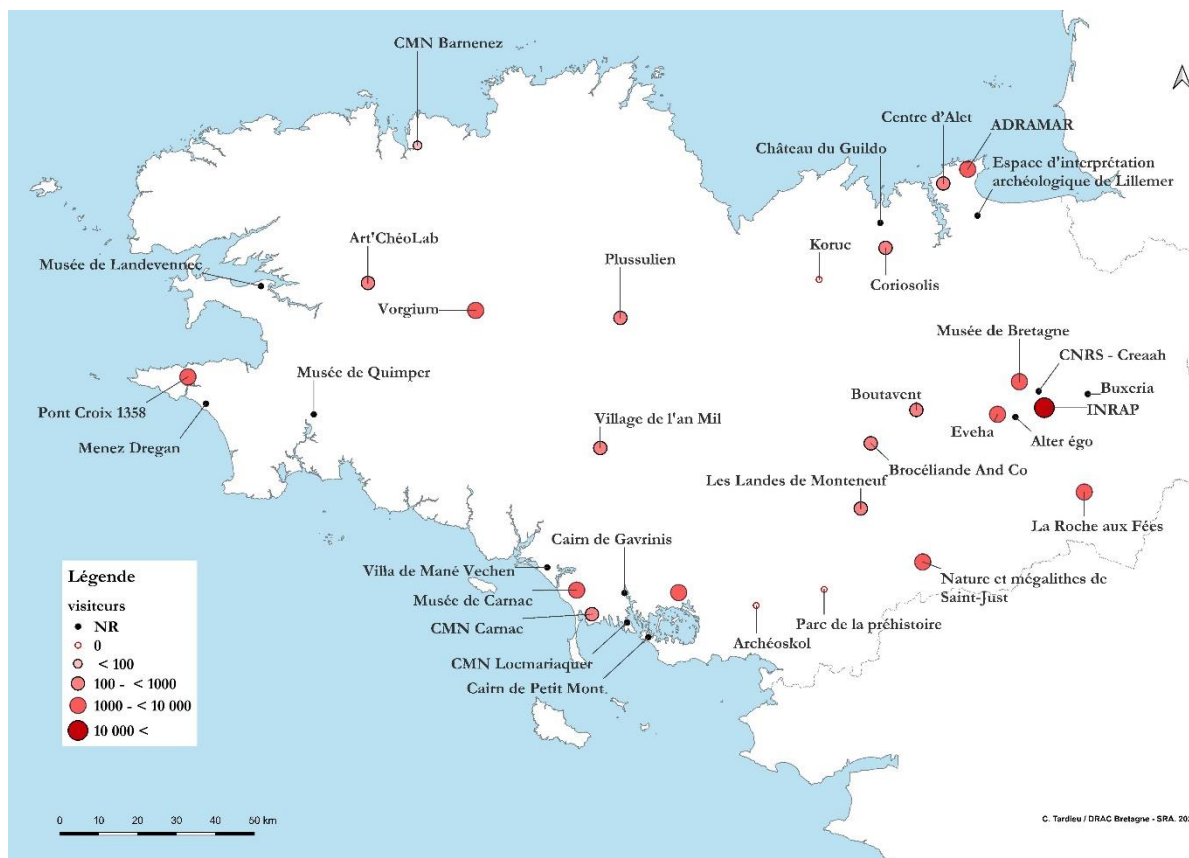 CMN Barnenez
Centre d'Alet
ADRAMAR
Château du Guildo
Espace d'interprétation
archéologique de Lillemer
Art'ChéoLab
Koruc
Musée de Landevennec
Plussulien
Coriosolis
Vorgium
Musée de Bretagne
CNRS - Creaah
Musée de Quimper
Buxeria
Pont Croix 1358
Boutavent
INRAP
Village de l'an Mil
Eveha
Alter égo
Menez Dregan
Brocéliande And Co
Les Landes de Monteneuf
La Roche aux Fées
Cairn de Gavrinis
Villa de Mané Vechen
Nature et mégalithes de
Saint-Just
Musée de Carnac
Parc de la préhistoire
CMN Carnac
Archéoskol
CMN Locmariaquer
Cairn de Petit Mont.
Légende
visiteurs
NR
0
< 100
100 - < 1000
1000 - < 10 000
10 000 <
0 10 20 30 40 50 km
C. Tardieu / DRAC Bretagne - SRA. 202